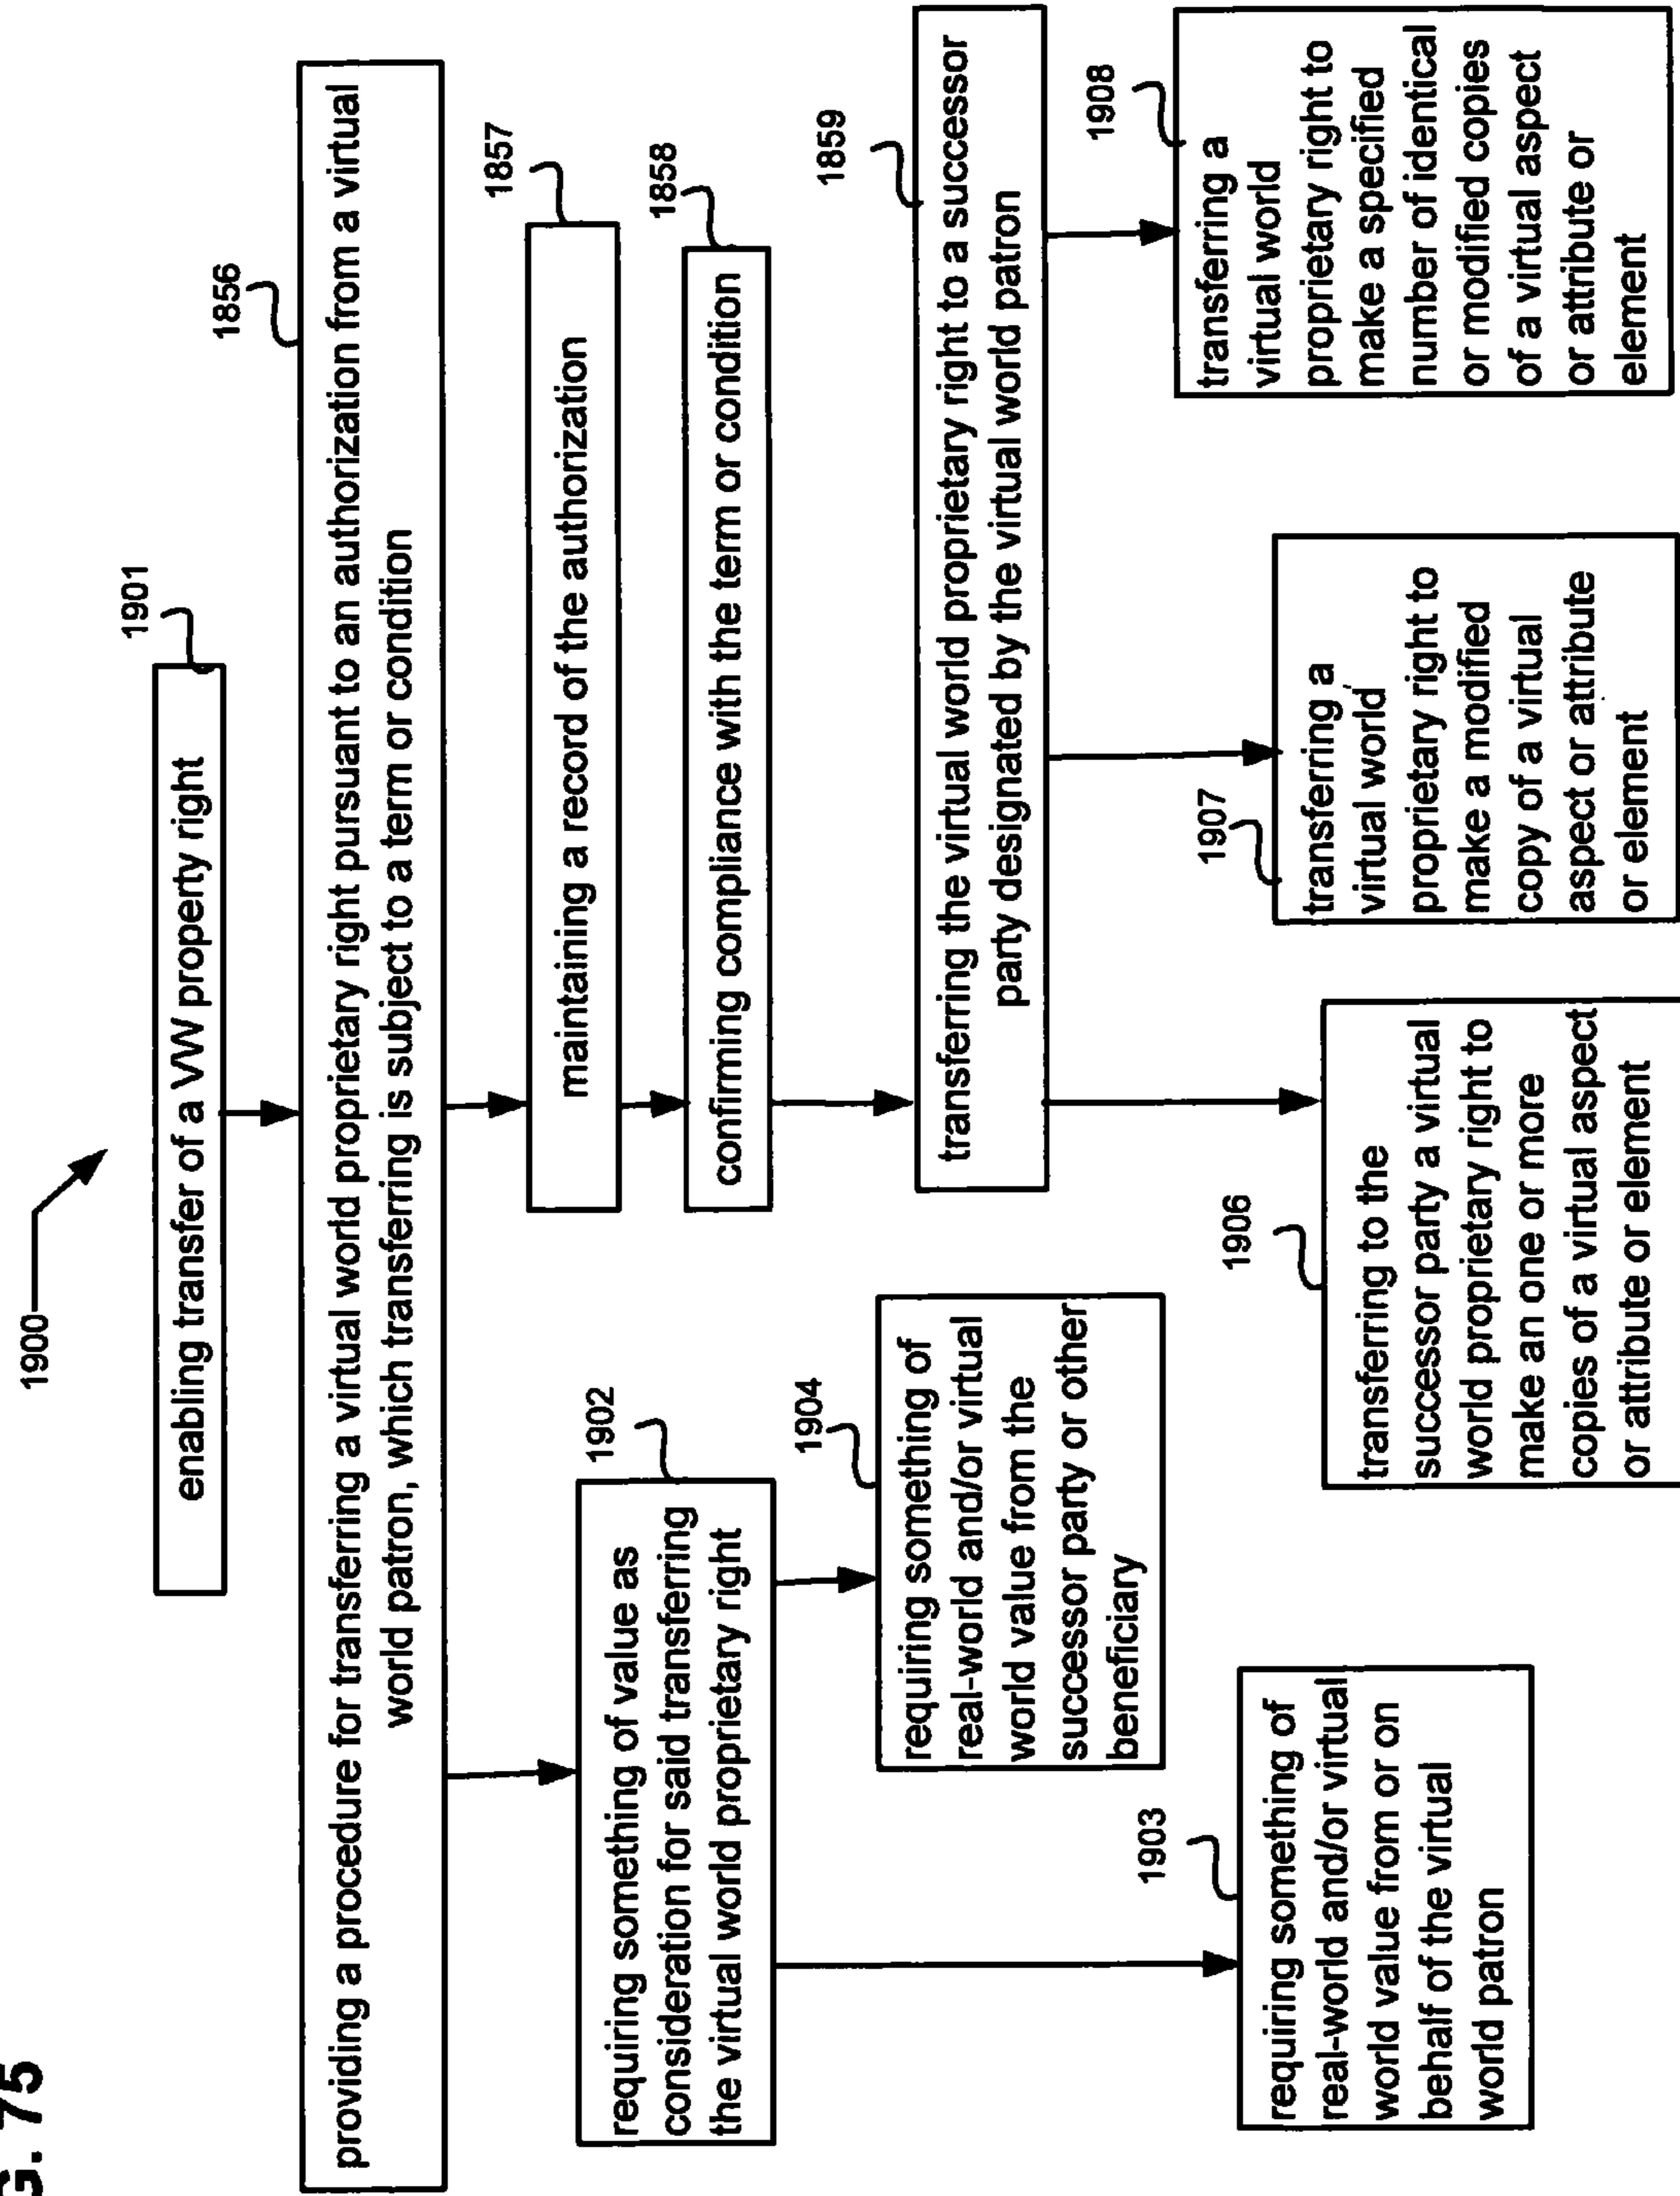 G. 75
1900
1901
enabling transfer of a VW property right
1856
providing a procedure for transferring a virtual world proprietary right pursuant to an authorization from a virtual
world patron, which transferring is subject to a term or condition
1857
maintaining a record of the authorization
1858
confirming compliance with the term or condition
1902
requiring something of value as
consideration for said transferring
the virtual world proprietary right
1904
requiring something of
real-world and/or virtual
world value from the
successor party or other
beneficiary
1903
requiring something of
real-world and/or virtual
world value from or on
behalf of the virtual
world patron
1859
transferring the virtual world proprietary right to a successor
party designated by the virtual world patron
1906
transferring to the
successor party a virtual
world proprietary right to
make an one or more
copies of a virtual aspect
or attribute or element
1907
transferring a
virtual world
proprietary right to
make a modified
copy of a virtual
aspect or attribute
or element
1908
transferring a
virtual world
proprietary right to
make a specified
number of identical
or modified copies
of a virtual aspect
or attribute or
element